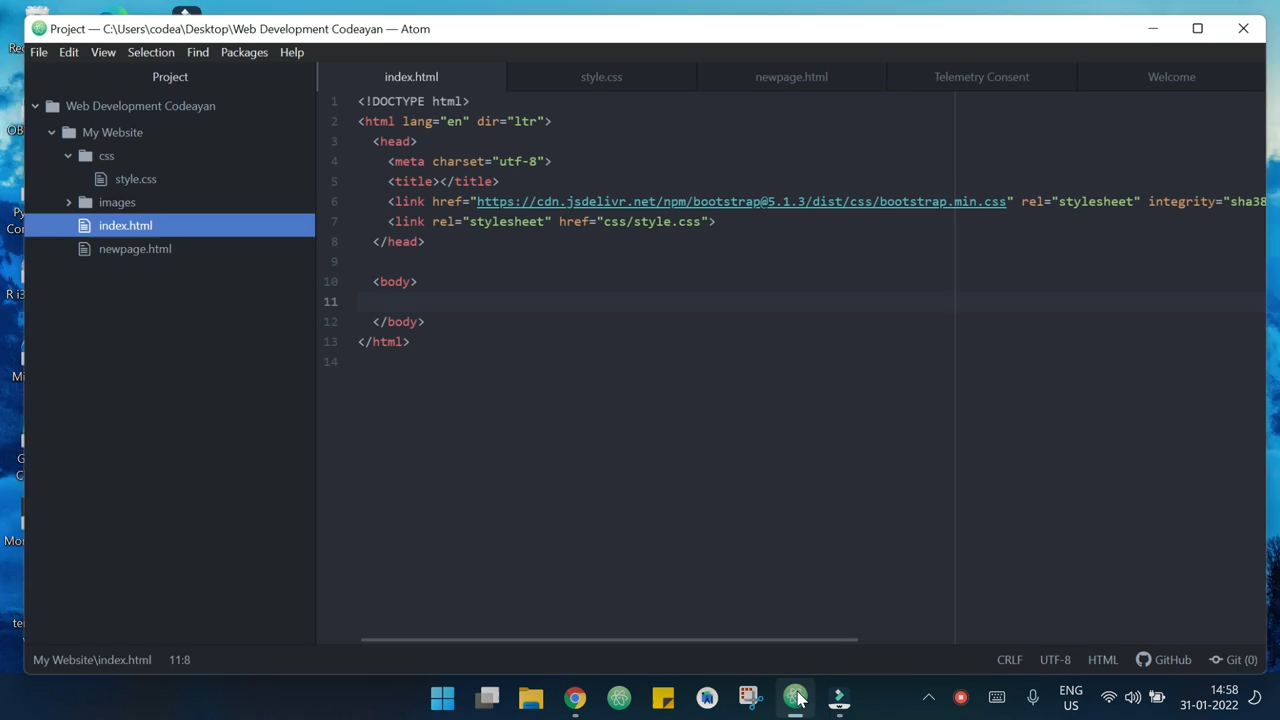 Project — C:\Users\codea\Desktop\Web Development Codeayan — Atom
File Edit View Selection Find Packages Help
Project
index.html
style.css
newpage.html
Telemetry Consent
Welcome
Web Development Codeayan
My Website
css
style.css
images
index.html
newpage.html
1 <!DOCTYPE html>
2 <html lang="en" dir="ltr">
3 <head>
4 <meta charset="utf-8">
5 <title></title>
6 <link href="https://cdn.jsdelivr.net/npm/bootstrap@5.1.3/dist/css/bootstrap.min.css" rel="stylesheet" integrity="sha38
7 <link rel="stylesheet" href="css/style.css">
8 </head>
9
10 <body>
11
12 </body>
13 </html>
14
My Website\index.html 11:8
CRLF UTF-8 HTML GitHub Git (0)
ENG
US
14:58
31-01-2022